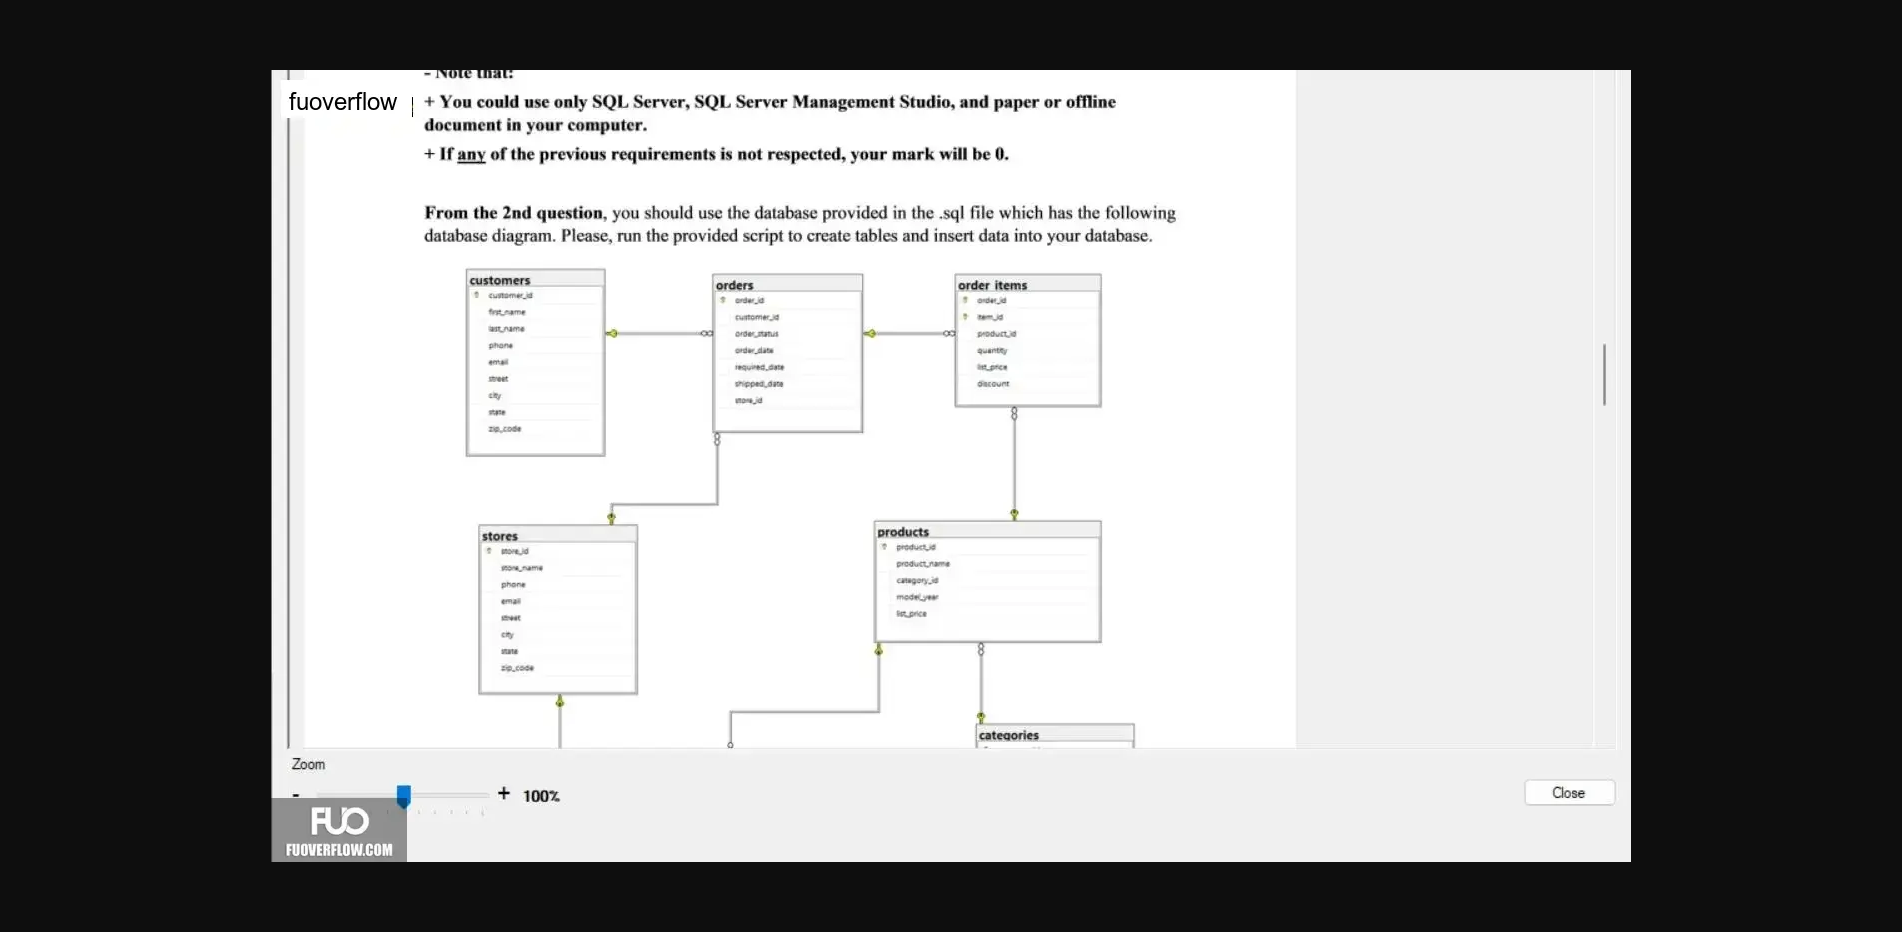 - Note that:
fuoverflow
+ You could use only SQL Server, SQL Server Management Studio, and paper or offline
document in your computer.
+ If any of the previous requirements is not respected, your mark will be 0.
From the 2nd question, you should use the database provided in the .sql file which has the following
database diagram. Please, run the provided script to create tables and insert data into your database.
customers
customer_id
first_name
last_name
phone
email
street
city
state
zip_code
orders
order_id
customer_id
order_status
order_date
required_date
shipped_date
store_id
order items
order_id
item_id
product_id
quantity
list_price
discount
stores
store_id
store_name
phone
email
street
city
state
zip_code
products
product_id
product_name
category_id
model_year
list_price
categories
Zoom
- + 100%
Close
FUO
FUOVERFLOW.COM